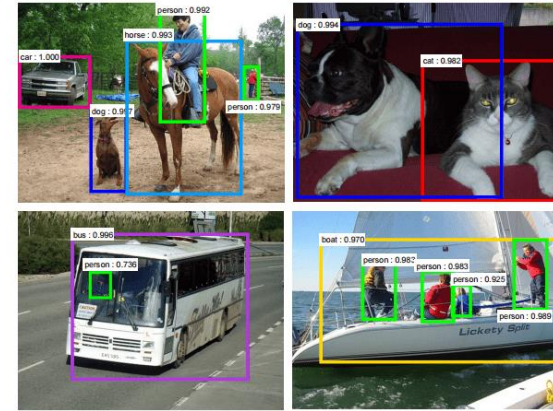 person : 0.992
horse : 0.993
car : 1.000
person : 0.979
dog : 0.997
dog : 0.994
cat : 0.982
bus : 0.996
person : 0.736
boat : 0.970
person : 0.983
person : 0.983
person : 0.925
person : 0.989
Lickety Split